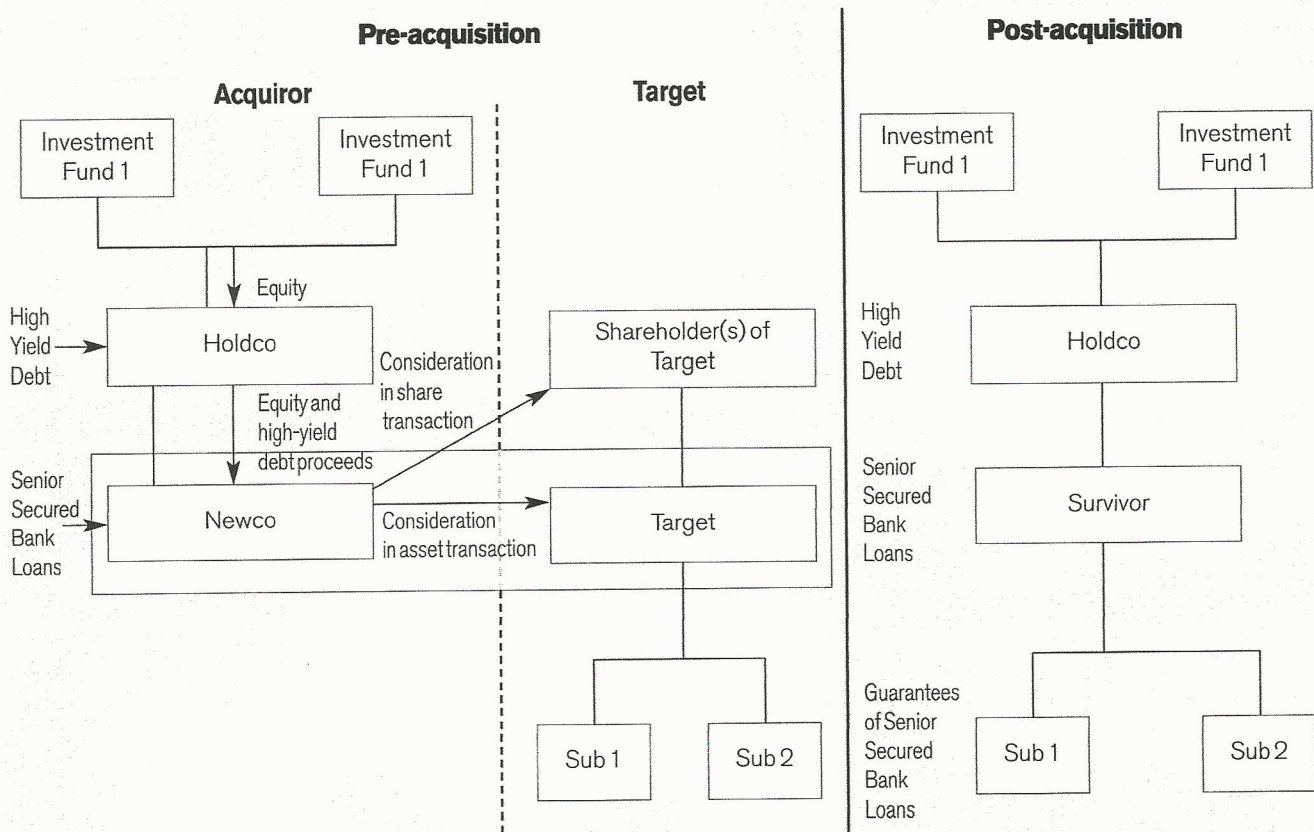 Pre-acquisition
Acquiror
Target
Investment
Fund 1
Investment
Fund 1
Equity
High
Yield
Debt
Holdco
Consideration
in share
transaction
Shareholder(s) of
Target
Equity and
high-yield
debt proceeds
Senior
Secured
Bank
Loans
Newco
Consideration
in asset transaction
Target
Sub 1
Sub 2
Post-acquisition
Investment
Fund 1
Investment
Fund 1
High
Yield
Debt
Holdco
Senior
Secured
Bank
Loans
Survivor
Guarantees
of Senior
Secured
Bank
Loans
Sub 1
Sub 2